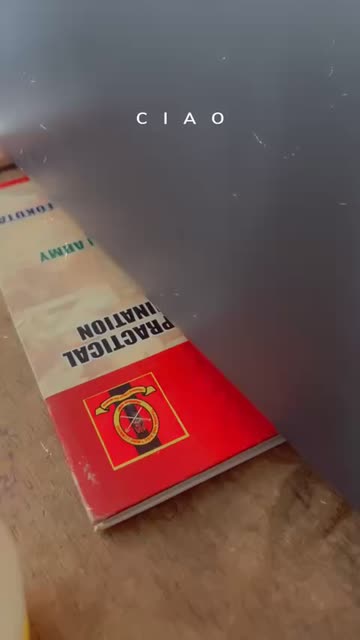 C I A O
PRACTICAL
INATION
ARMY